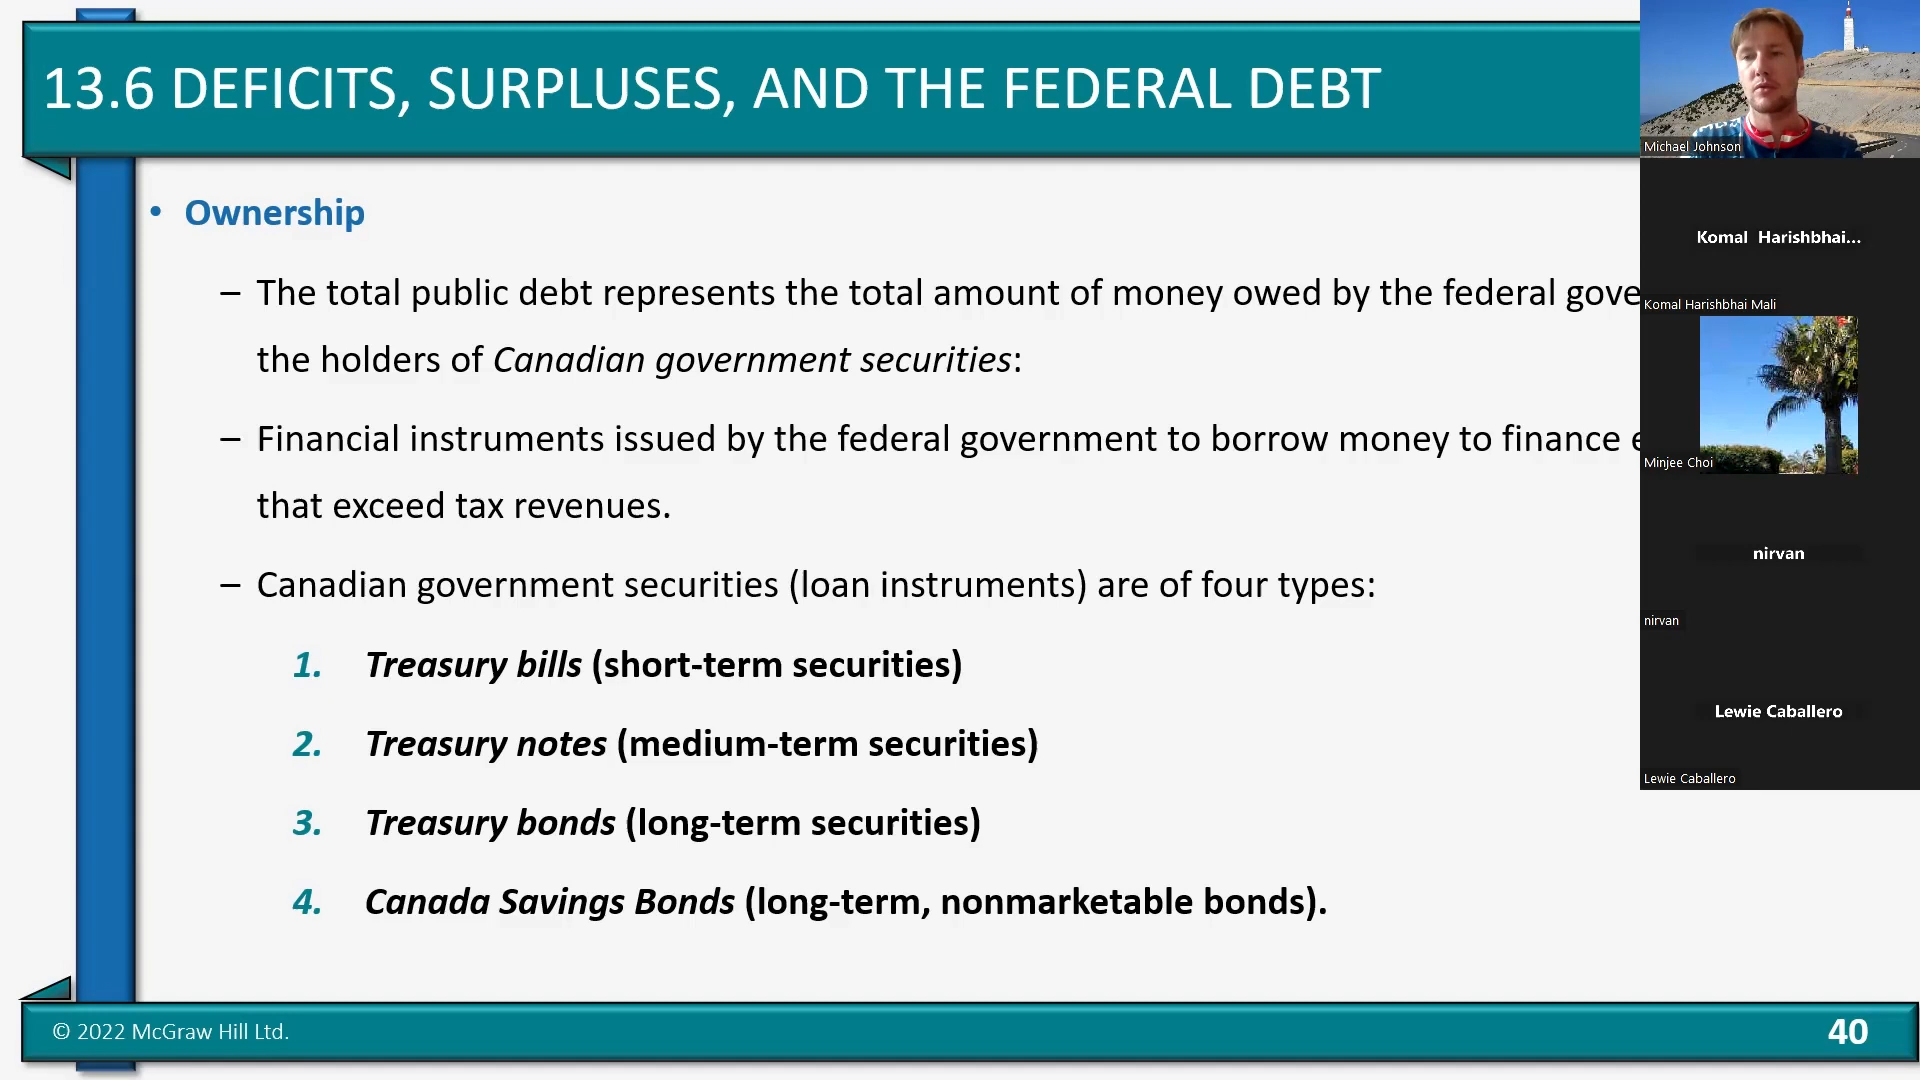 13.6 DEFICITS, SURPLUSES, AND THE FEDERAL DEBT
• Ownership
– The total public debt represents the total amount of money owed by the federal gove
the holders of Canadian government securities:
– Financial instruments issued by the federal government to borrow money to finance
that exceed tax revenues.
– Canadian government securities (loan instruments) are of four types:
1. Treasury bills (short-term securities)
2. Treasury notes (medium-term securities)
3. Treasury bonds (long-term securities)
4. Canada Savings Bonds (long-term, nonmarketable bonds).
© 2022 McGraw Hill Ltd.
40
Michael Johnson
Komal Harishbhai...
Komal Harishbhai Mali
Minjee Choi
nirvan
nirvan
Lewie Caballero
Lewie Caballero